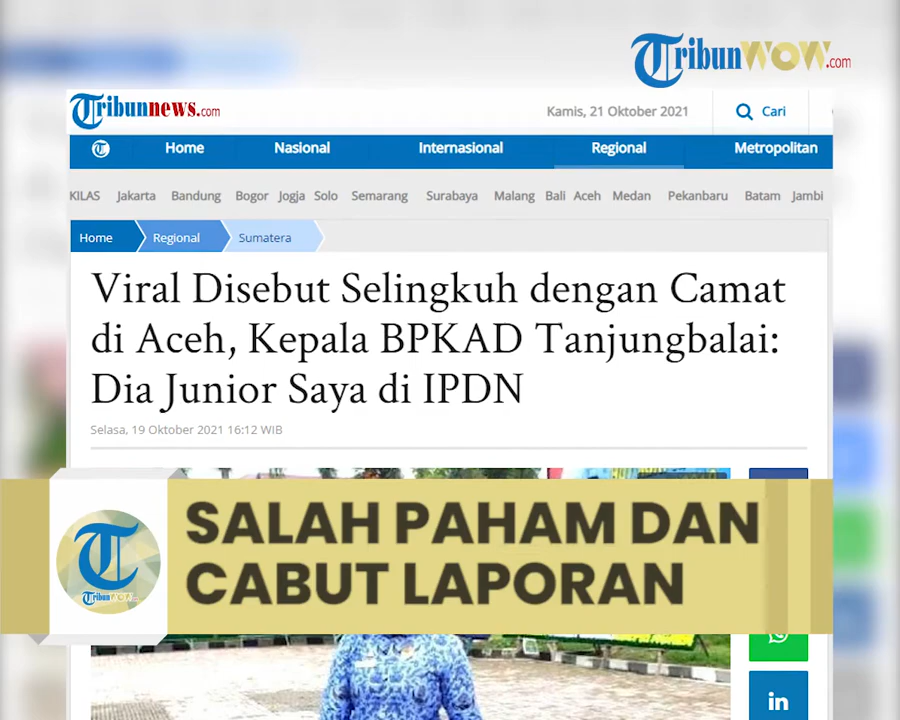 TribunWOW.com
Tribunnews.com
Kamis, 21 Oktober 2021
Cari
Home Nasional Internasional Regional Metropolitan
KILAS Jakarta Bandung Bogor Jogja Solo Semarang Surabaya Malang Bali Aceh Medan Pekanbaru Batam Jambi
Home Regional Sumatera
Viral Disebut Selingkuh dengan Camat
di Aceh, Kepala BPKAD Tanjungbalai:
Dia Junior Saya di IPDN
Selasa, 19 Oktober 2021 16:12 WIB
SALAH PAHAM DAN
CABUT LAPORAN
in